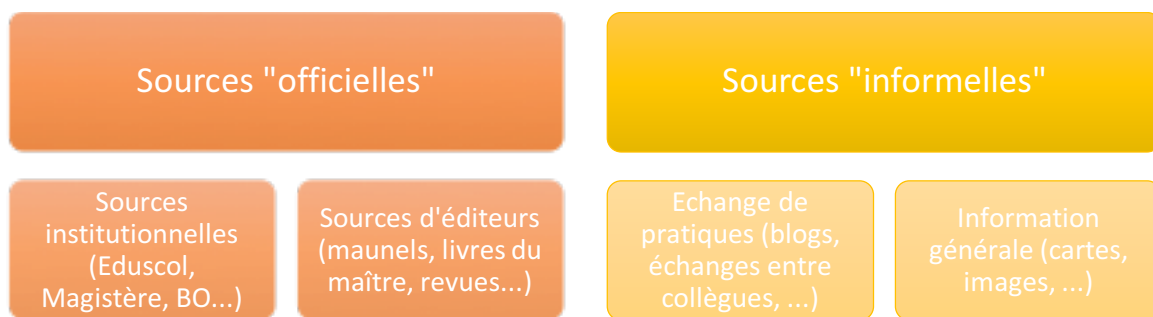 Sources "officielles"
Sources "informelles"
Sources
institutionnelles
(Eduscol,
Magistère, BO...)
Sources d'éditeurs
(maunels, livres du
maître, revues...)
Echange de
pratiques (blogs,
échanges entre
collègues, ...)
Information
générale (cartes,
images, ...)